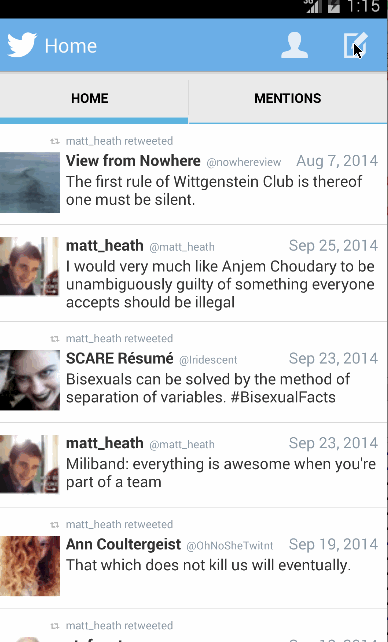 3G 1:15
Home
HOME MENTIONS
matt_heath retweeted
View from Nowhere @nowhereview Aug 7, 2014
The first rule of Wittgenstein Club is thereof
one must be silent.
matt_heath @matt_heath Sep 25, 2014
I would very much like Anjem Choudary to be
unambiguously guilty of something everyone
accepts should be illegal
matt_heath retweeted
SCARE Résumé @Iridescent Sep 23, 2014
Bisexuals can be solved by the method of
separation of variables. #BisexualFacts
matt_heath @matt_heath Sep 23, 2014
Miliband: everything is awesome when you're
part of a team
matt_heath retweeted
Ann Coultergeist @OhNoSheTwitnt Sep 19, 2014
That which does not kill us will eventually.
matt_heath retweeted